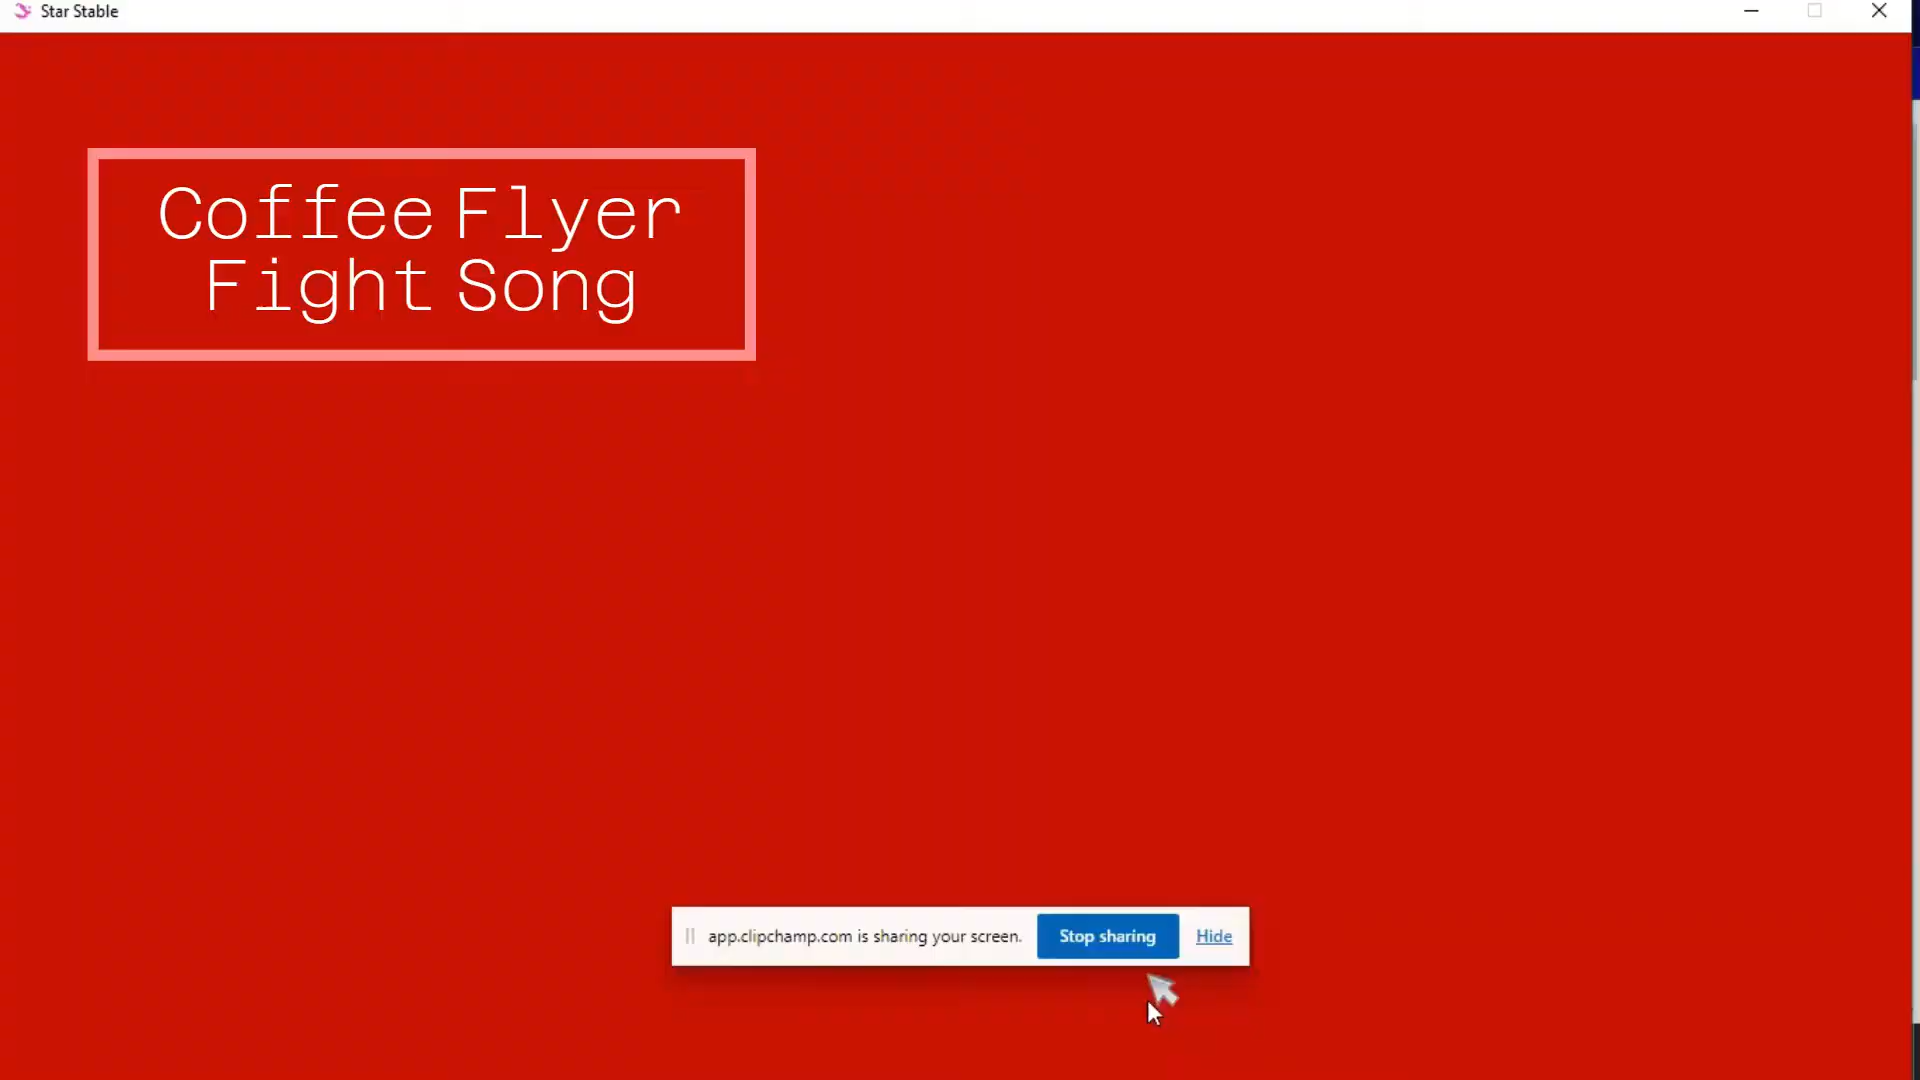 Star Stable
Coffee Flyer
Fight Song
app.clipchamp.com is sharing your screen.
Stop sharing
Hide